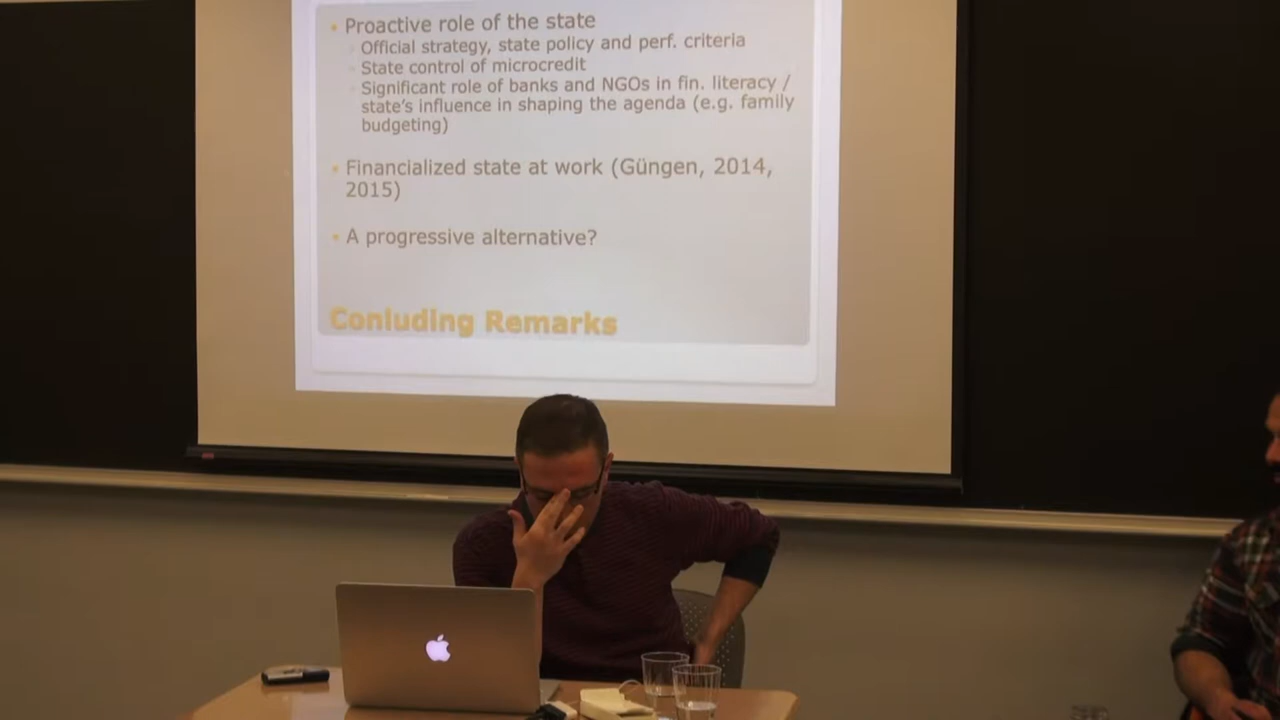 Proactive role of the state
Official strategy, state policy and perf. criteria
State control of microcredit
Significant role of banks and NGOs in fin. literacy /
state's influence in shaping the agenda (e.g. family
budgeting)
Financialized state at work (Güngen, 2014,
2015)
A progressive alternative?
Conluding Remarks